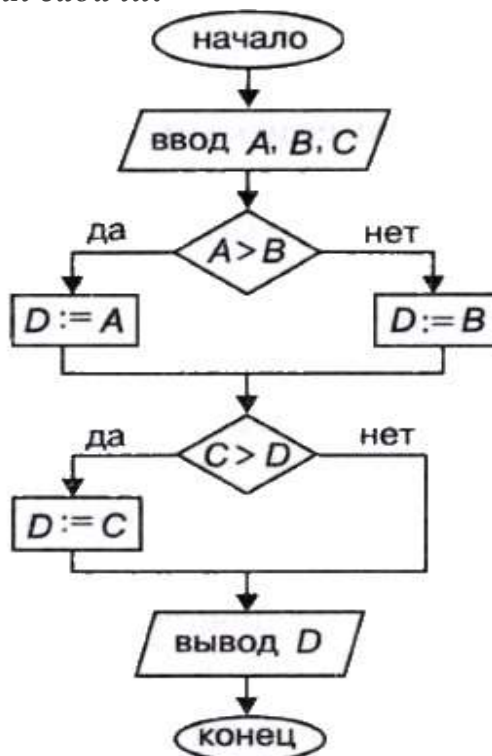 начало
ввод A, B, C
да
A > B
нет
D := A
D := B
да
C > D
нет
D := C
вывод D
конец